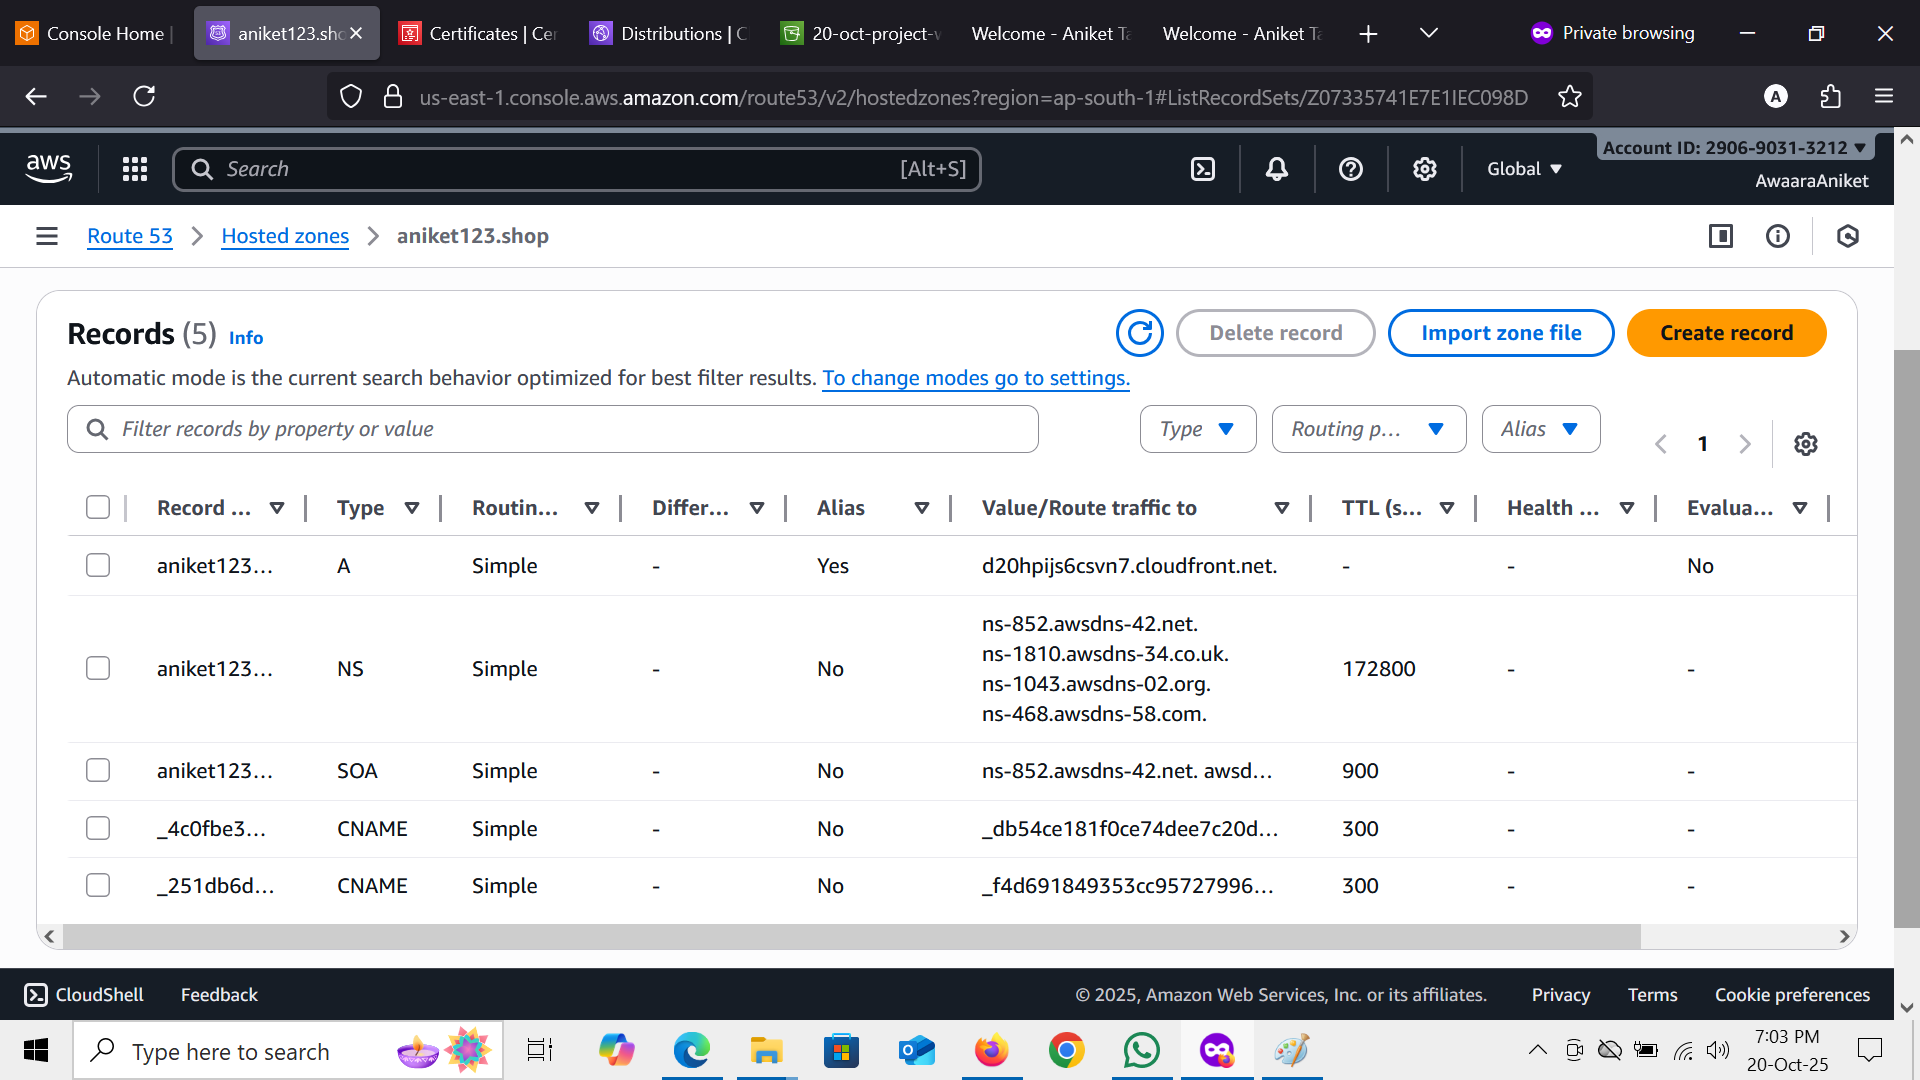 Console Home
aniket123.sho
Certificates | Cer
Distributions | C
20-oct-project-w
Welcome - Aniket Ta
Welcome - Aniket Ta
Private browsing
us-east-1.console.aws.amazon.com/route53/v2/hostedzones?region=ap-south-1#ListRecordSets/Z07335741E7E1IEC098D
A
aws
Search
[Alt+S]
Global
Account ID: 2906-9031-3212
AwaaraAniket
Route 53
Hosted zones
aniket123.shop
Records (5) Info
Delete record
Import zone file
Create record
Automatic mode is the current search behavior optimized for best filter results. To change modes go to settings.
Filter records by property or value
Type
Routing p...
Alias
1
Record ... Type Routin... Differ... Alias Value/Route traffic to TTL (s... Health ... Evalua...
aniket123... A Simple - Yes d20hpijs6csvn7.cloudfront.net. - - No
aniket123... NS Simple - No ns-852.awsdns-42.net.
ns-1810.awsdns-34.co.uk.
ns-1043.awsdns-02.org.
ns-468.awsdns-58.com. 172800 - -
aniket123... SOA Simple - No ns-852.awsdns-42.net. awsd... 900 - -
_4c0fbe3... CNAME Simple - No _db54ce181f0ce74dee7c20d... 300 - -
_251db6d... CNAME Simple - No _f4d691849353cc95727996... 300 - -
CloudShell
Feedback
© 2025, Amazon Web Services, Inc. or its affiliates.
Privacy
Terms
Cookie preferences
Type here to search
7:03 PM
20-Oct-25